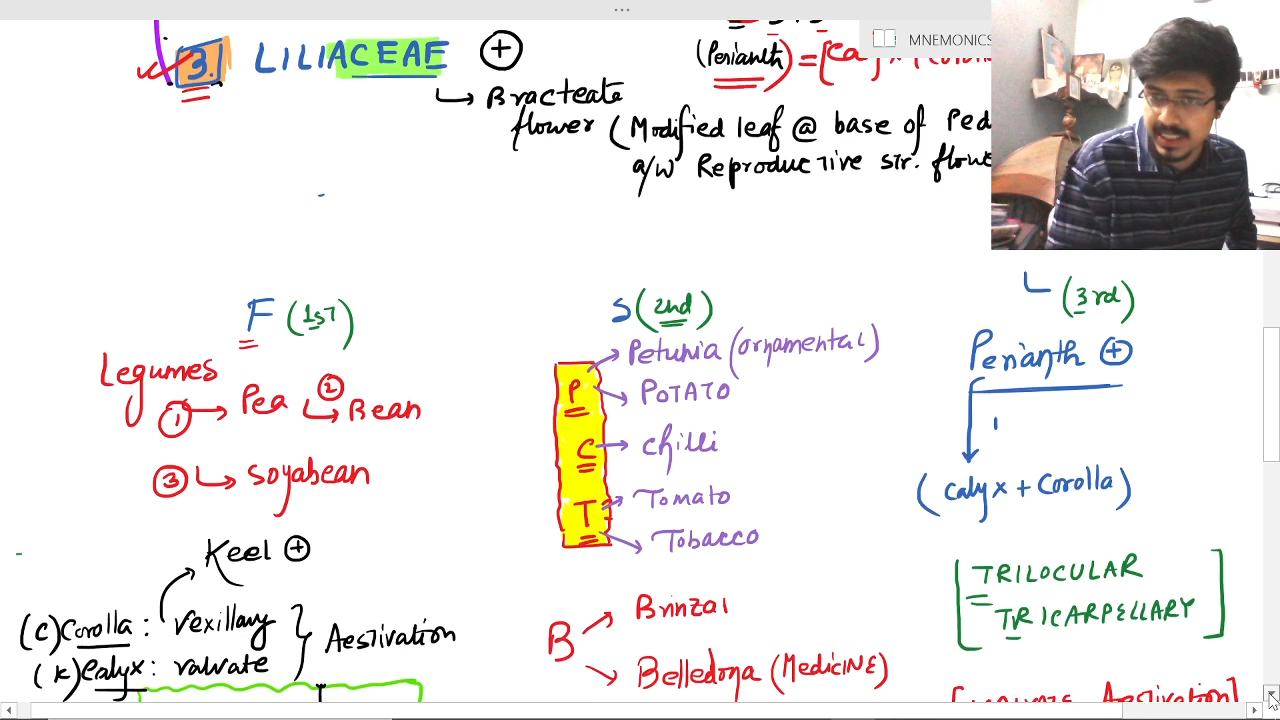 3. LILIACEAE +
MNEMONICS
(Perianth) =
↳ Bracteate
flower (Modified leaf @ base of Ped
a/w Reproductive str. flow
F (1st)
S (2nd)
L (3rd)
Legumes
① → Pea ② ↳ Bean
③ ↳ soyabean
P
Petunia (ornamental)
POTATO
C
chilli
T
Tomato
Tobacco
Perianth +
(calyx + corolla)
Keel +
(C) Corolla : vexillary
(K) Calyx : valvate
Aestivation
B
Brinzal
Belledona (MedicINE)
[TRILOCULAR
TRICARPELLARY]
Aestivation]